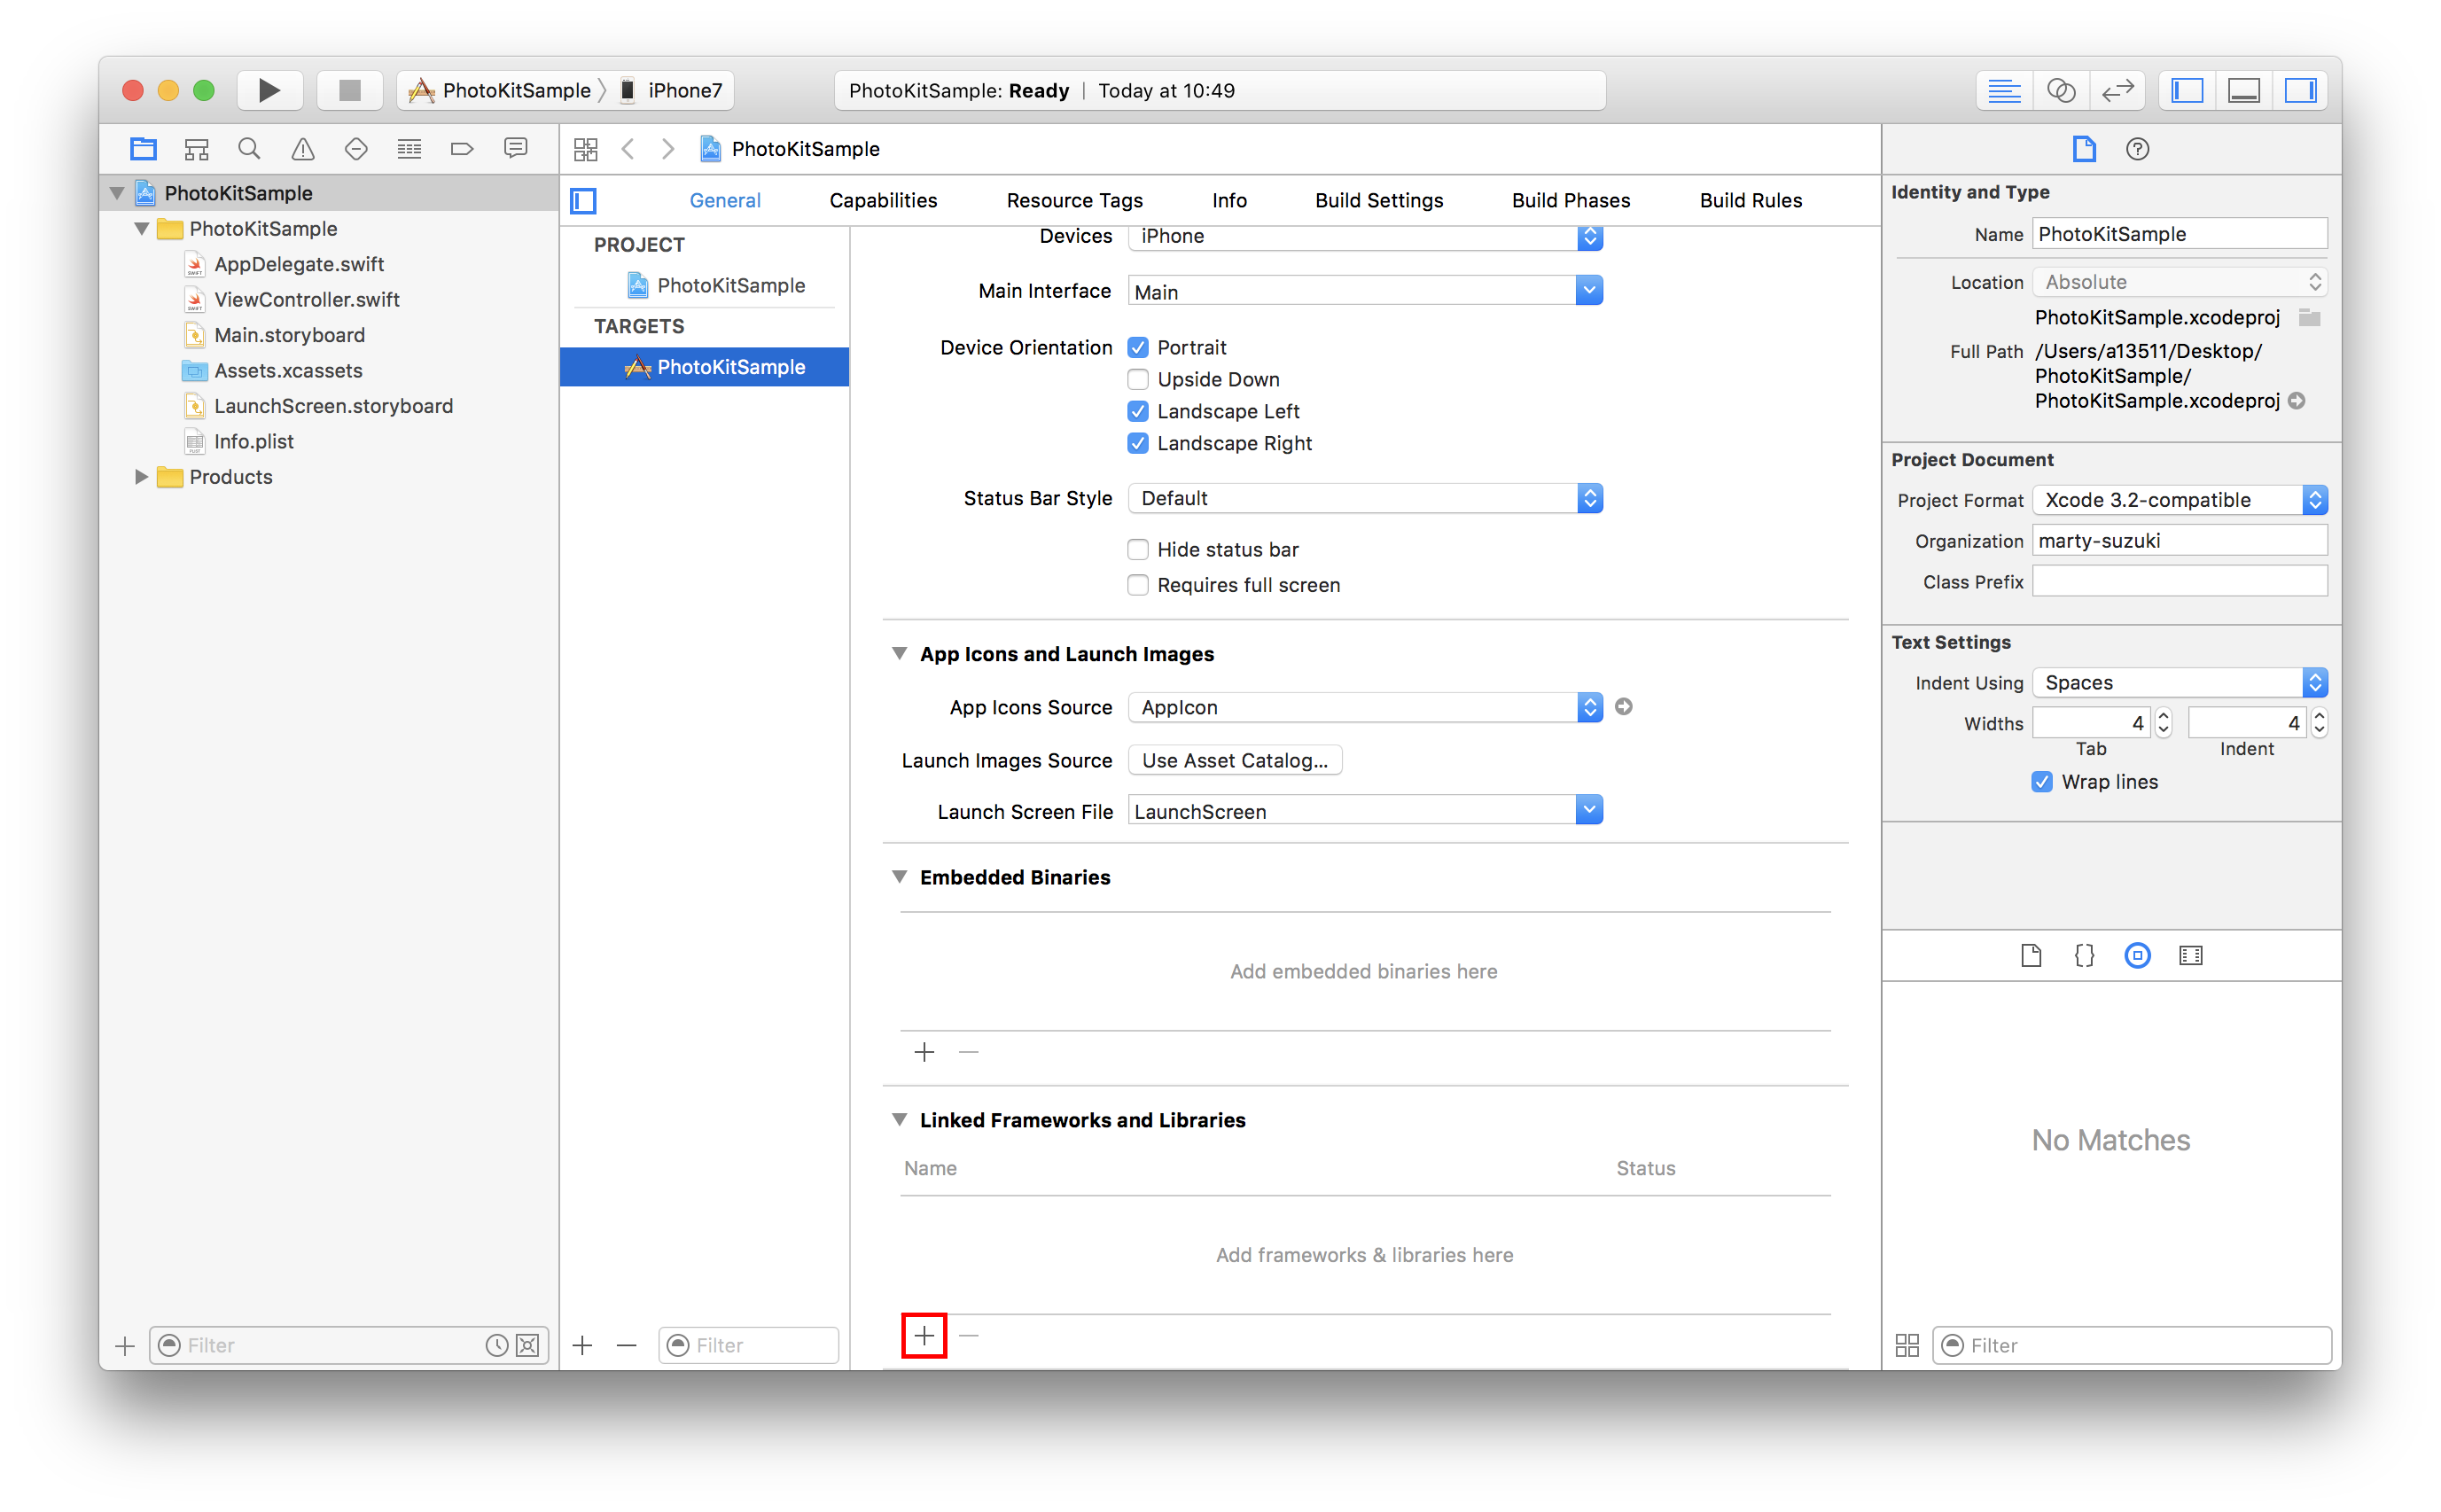 PhotoKitSample 〉 iPhone7
PhotoKitSample: Ready | Today at 10:49
PhotoKitSample
PhotoKitSample
AppDelegate.swift
ViewController.swift
Main.storyboard
Assets.xcassets
LaunchScreen.storyboard
Info.plist
Products
Filter
PhotoKitSample
General Capabilities Resource Tags Info Build Settings Build Phases Build Rules
PROJECT
PhotoKitSample
TARGETS
PhotoKitSample
Filter
Devices iPhone
Main Interface Main
Device Orientation Portrait
Upside Down
Landscape Left
Landscape Right
Status Bar Style Default
Hide status bar
Requires full screen
App Icons and Launch Images
App Icons Source AppIcon
Launch Images Source Use Asset Catalog...
Launch Screen File LaunchScreen
Embedded Binaries
Add embedded binaries here
Linked Frameworks and Libraries
Name Status
Add frameworks & libraries here
Identity and Type
Name PhotoKitSample
Location Absolute
PhotoKitSample.xcodeproj
Full Path /Users/a13511/Desktop/
PhotoKitSample/
PhotoKitSample.xcodeproj
Project Document
Project Format Xcode 3.2-compatible
Organization marty-suzuki
Class Prefix
Text Settings
Indent Using Spaces
Widths 4 4
Tab Indent
Wrap lines
No Matches
Filter